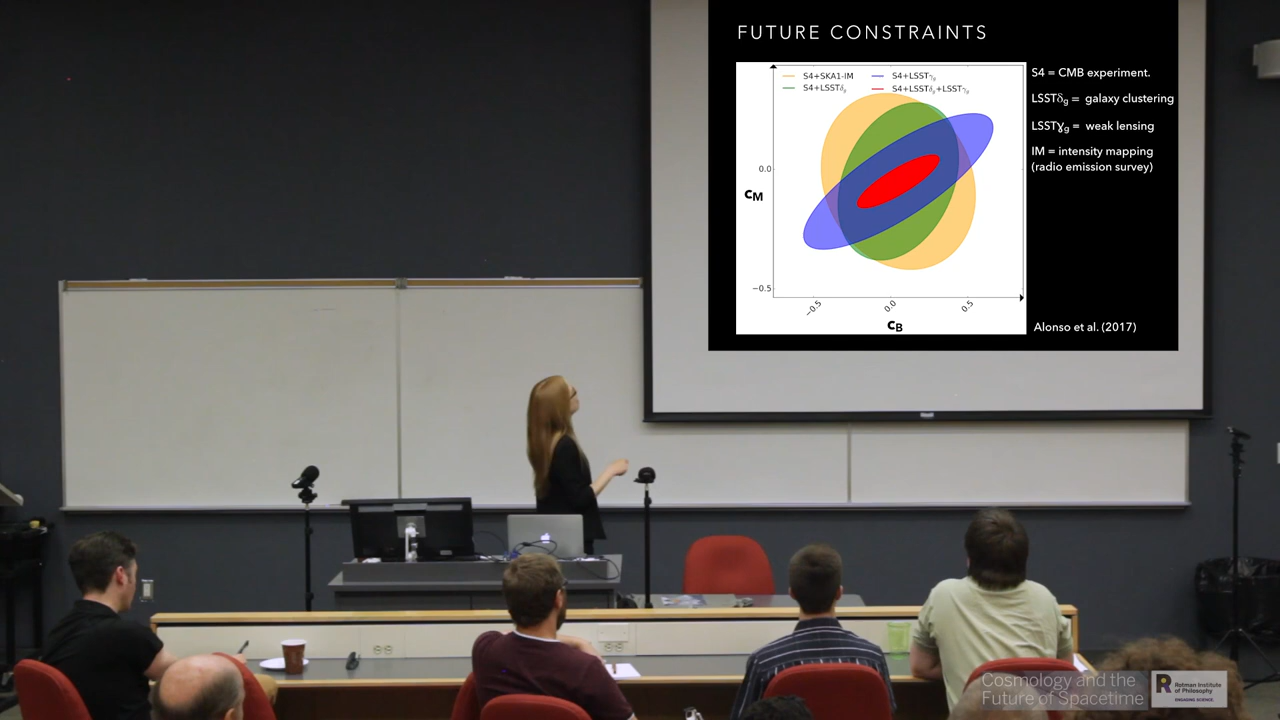 FUTURE CONSTRAINTS
S4+SKA1-IM
S4+LSSTδg
S4+LSSTγg
S4+LSSTδg+LSSTγg
0.0
−0.5
cM
−0.5
0.0
0.5
cB
S4 = CMB experiment.
LSSTδg = galaxy clustering
LSSTɣg = weak lensing
IM = intensity mapping
(radio emission survey)
Alonso et al. (2017)
Cosmology and the
Future of Spacetime
R
Rotman Institute
of Philosophy
ENGAGING SCIENCE.